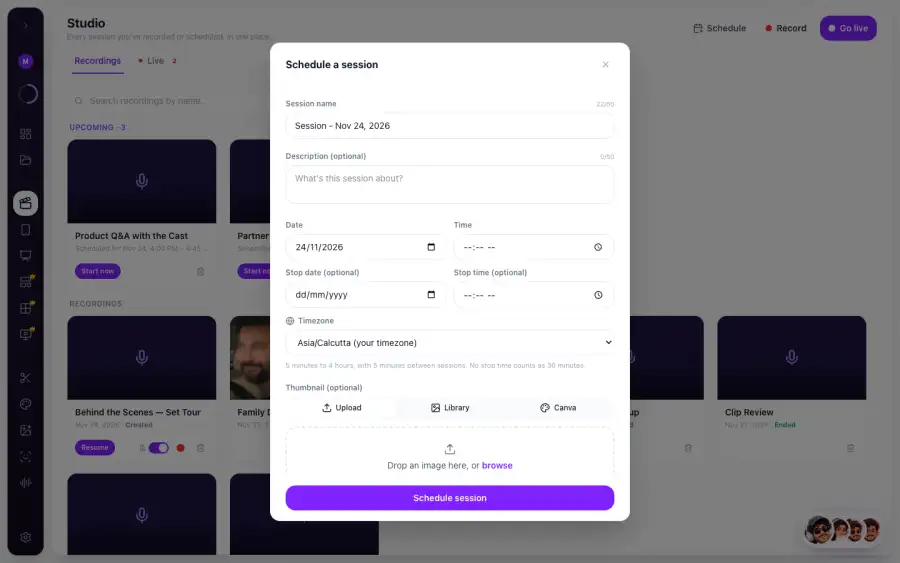 Studio
Every session you've recorded or scheduled, in one place.
Schedule
Record
Go live
M
Recordings
Live 2
Search recordings by name...
UPCOMING · 3
Product Q&A with the Cast
Scheduled for Nov 24, 4:00 PM – 4:45
Start now
Partner
Start no
RECORDINGS
Behind the Scenes — Set Tour
Created
Resume
Family D
up
Clip Review
Ended
Schedule a session
Session name
22/50
Session – Nov 24, 2026
Description (optional)
0/50
What's this session about?
Date
Time
24/11/2026
--:-- --
Stop date (optional)
Stop time (optional)
dd/mm/yyyy
--:-- --
Timezone
Asia/Calcutta (your timezone)
5 minutes to 4 hours, with 5 minutes between sessions. No stop time counts as 30 minutes.
Thumbnail (optional)
Upload
Library
Canva
Drop an image here, or browse
Schedule session